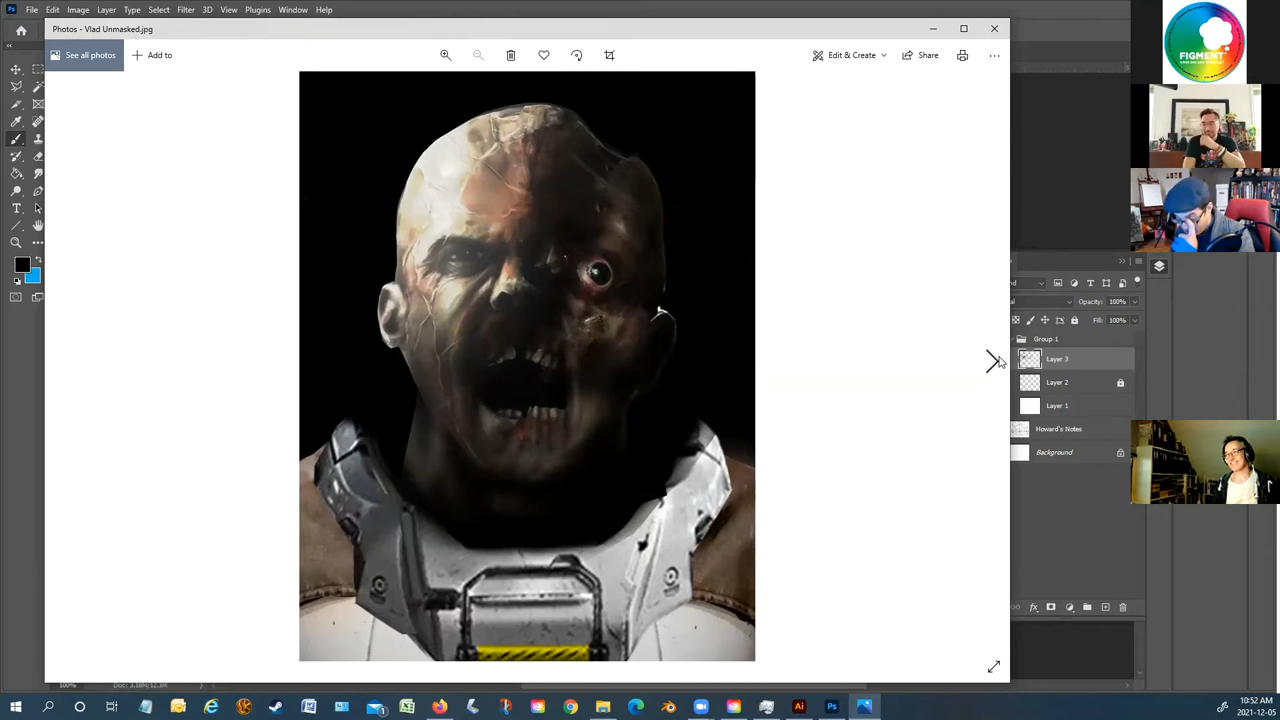 File Edit Image Layer Type Select Filter 3D View Plugins Window Help
Photos - Vlad Unmasked.jpg
See all photos
Add to
Edit & Create
Share
FIGMENT
Opacity: 100%
Fill: 100%
Group 1
Layer 3
Layer 2
Layer 1
Howard's Notes
Background
100%
10:52 AM
2021-12-05